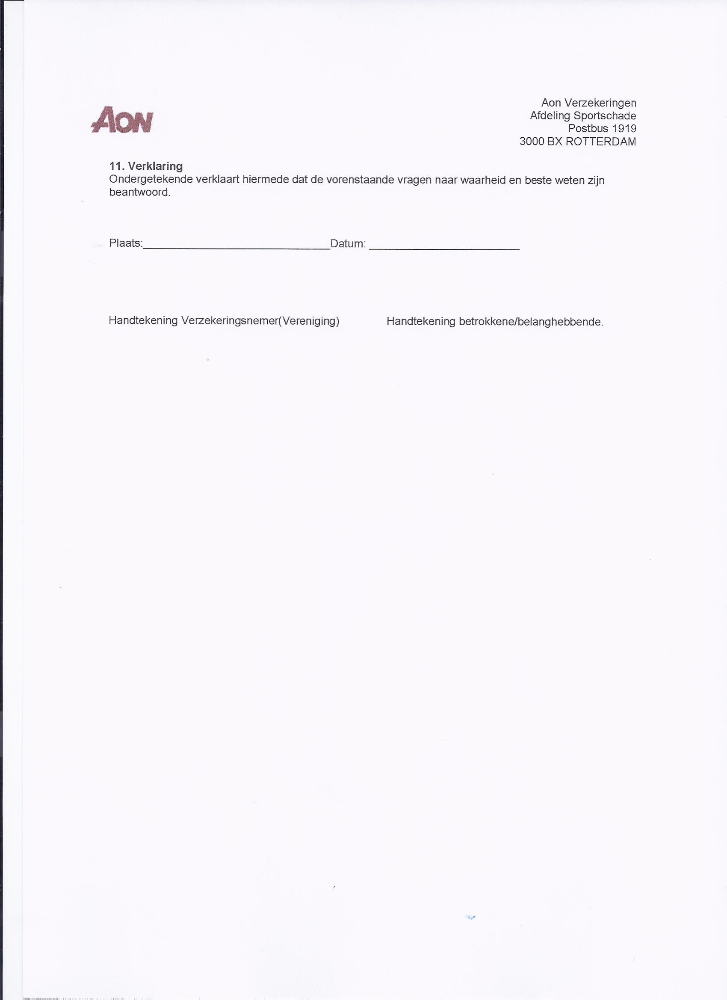 AON
Aon Verzekeringen
Afdeling Sportschade
Postbus 1919
3000 BX ROTTERDAM
11. Verklaring
Ondergetekende verklaart hiermede dat de vorenstaande vragen naar waarheid en beste weten zijn
beantwoord.
Plaats: Datum:
Handtekening Verzekeringsnemer(Vereniging) Handtekening betrokkene/belanghebbende.